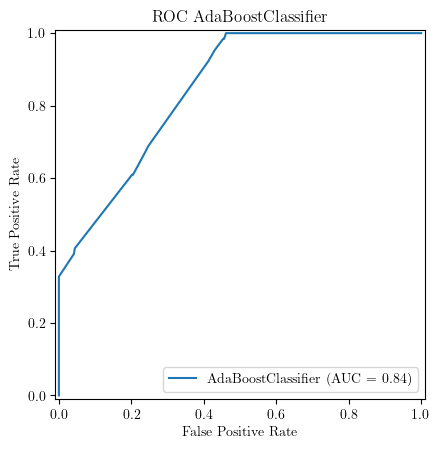 ROC AdaBoostClassifier
1.0
0.8
0.6
0.4
0.2
0.0
True Positive Rate
AdaBoostClassifier (AUC = 0.84)
0.0 0.2 0.4 0.6 0.8 1.0
False Positive Rate